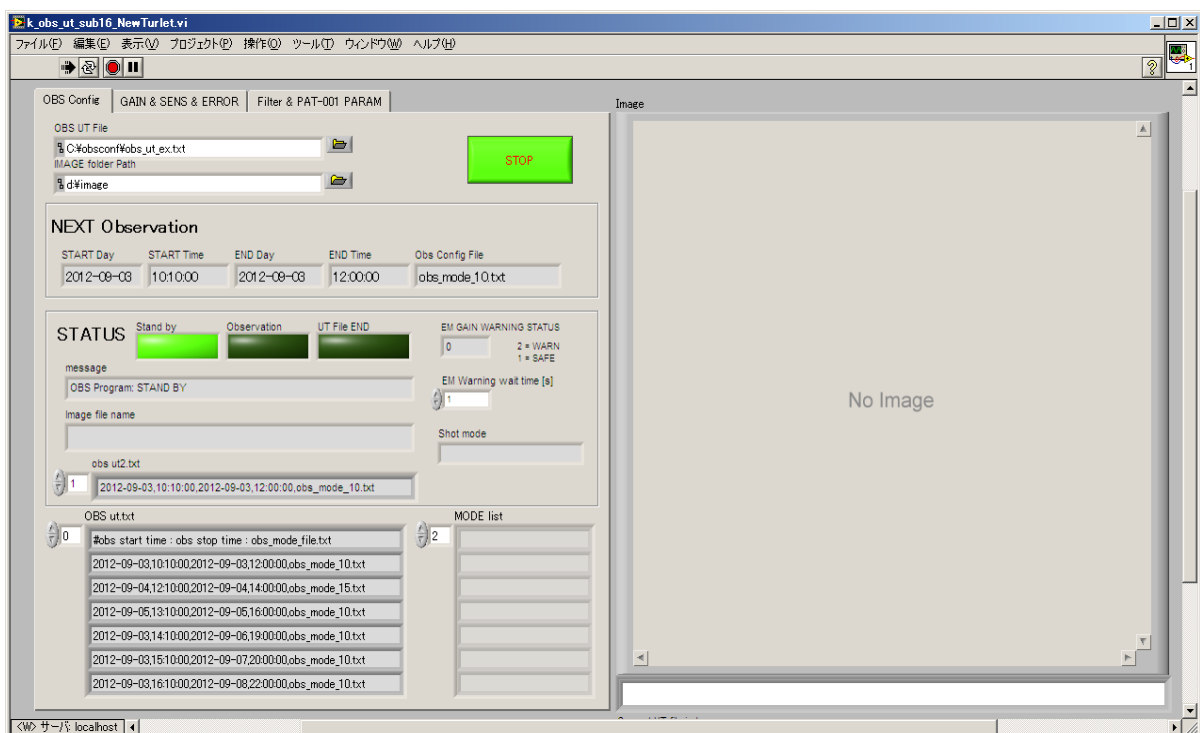 k_obs_ut_sub16_NewTurlet.vi
ファイル(F) 編集(E) 表示(V) プロジェクト(P) 操作(O) ツール(T) ウィンドウ(W) ヘルプ(H)
OBS Config GAIN & SENS & ERROR Filter & PAT-001 PARAM
Image
OBS UT File
C:¥obsconf¥obs_ut_ex.txt
IMAGE folder Path
d:¥image
STOP
NEXT Observation
START Day START Time END Day END Time Obs Config File
2012-09-03 10:10:00 2012-09-03 12:00:00 obs_mode_10.txt
STATUS
Stand by Observation UT File END
EM GAIN WARNING STATUS
0
2 = WARN
1 = SAFE
message
OBS Program: STAND BY
EM Warning wait time [s]
1
Image file name
Shot mode
obs ut2.txt
1 2012-09-03,10:10:00,2012-09-03,12:00:00,obs_mode_10.txt
OBS ut.txt
0 #obs start time : obs stop time : obs_mode_file.txt
2012-09-03,10:10:00,2012-09-03,12:00:00,obs_mode_10.txt
2012-09-04,12:10:00,2012-09-04,14:00:00,obs_mode_15.txt
2012-09-05,13:10:00,2012-09-05,16:00:00,obs_mode_10.txt
2012-09-03,14:10:00,2012-09-06,19:00:00,obs_mode_10.txt
2012-09-03,15:10:00,2012-09-07,20:00:00,obs_mode_10.txt
2012-09-03,16:10:00,2012-09-08,22:00:00,obs_mode_10.txt
MODE list
2
No Image
<W> サーバ: localhost